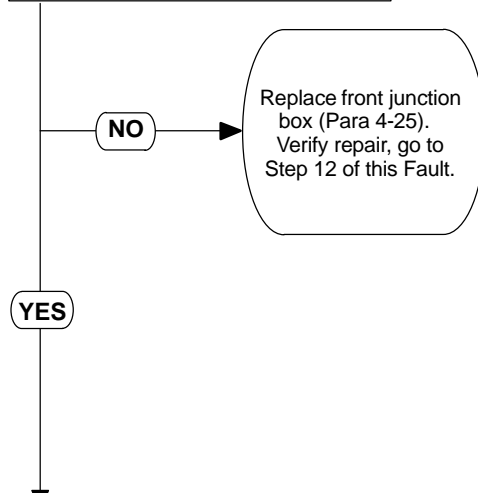 NO
Replace front junction
box (Para 4-25).
Verify repair, go to
Step 12 of this Fault.
YES